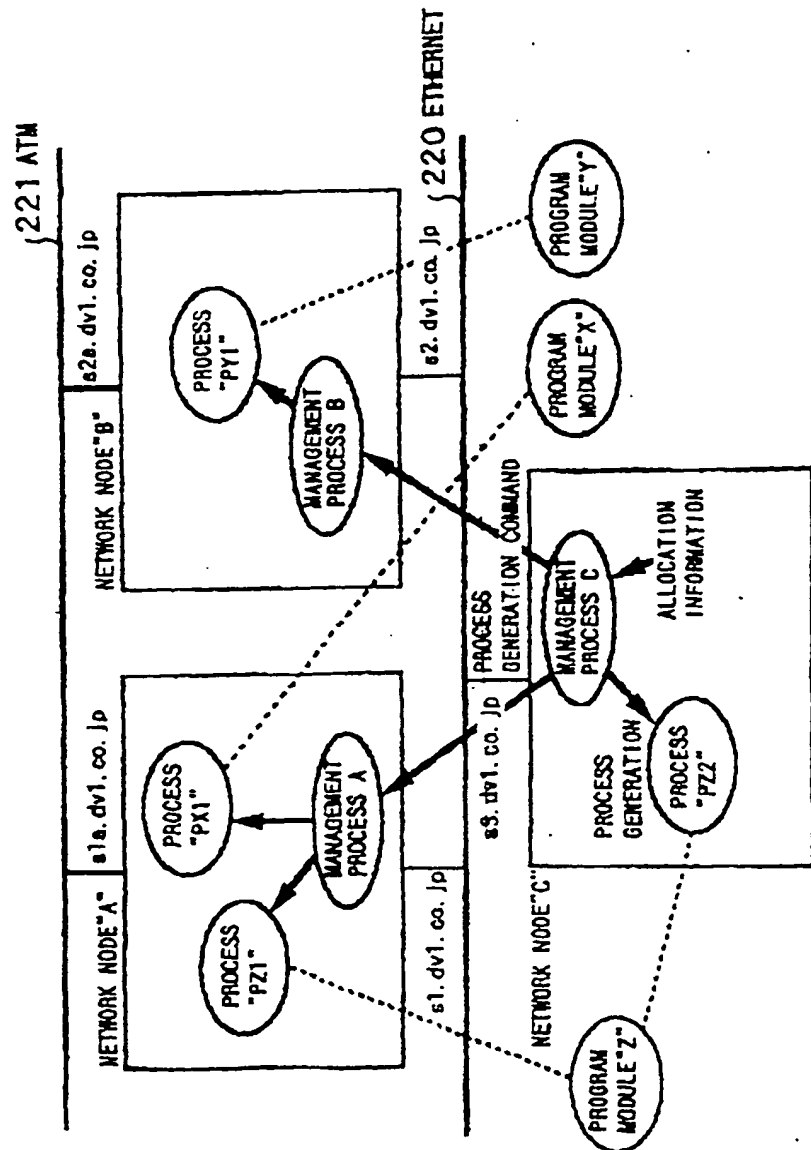 221 ATM
s1a.dv1.co.jp
s2a.dv1.co.jp
NETWORK NODE"A"
NETWORK NODE"B"
PROCESS
"PZ1"
PROCESS
"PX1"
MANAGEMENT
PROCESS A
PROCESS
"PY1"
MANAGEMENT
PROCESS B
s1.dv1.co.jp
s2.dv1.co.jp
220 ETHERNET
s3.dv1.co.jp
PROCESS
GENERATION COMMAND
NETWORK NODE"C"
MANAGEMENT
PROCESS C
PROCESS
GENERATION
PROCESS
"PZ2"
ALLOCATION
INFORMATION
PROGRAM
MODULE"Z"
PROGRAM
MODULE"X"
PROGRAM
MODULE"Y"